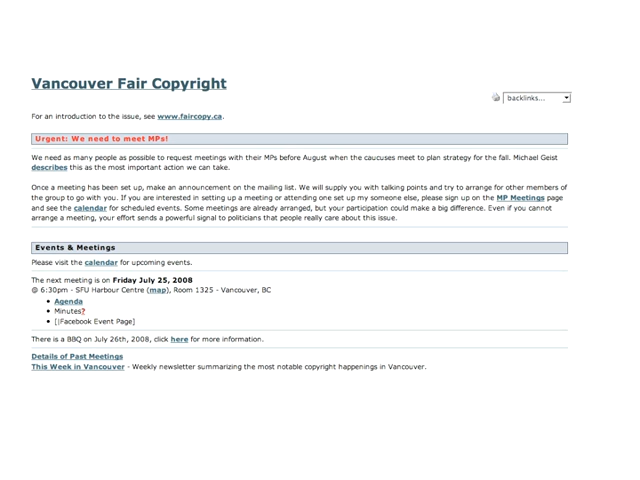 Vancouver Fair Copyright
backlinks...
For an introduction to the issue, see www.faircopy.ca.
Urgent: We need to meet MPs!
We need as many people as possible to request meetings with their MPs before August when the caucuses meet to plan strategy for the fall. Michael Geist
describes this as the most important action we can take.
Once a meeting has been set up, make an announcement on the mailing list. We will supply you with talking points and try to arrange for other members of
the group to go with you. If you are interested in setting up a meeting or attending one set up my someone else, please sign up on the MP Meetings page
and see the calendar for scheduled events. Some meetings are already arranged, but your participation could make a big difference. Even if you cannot
arrange a meeting, your effort sends a powerful signal to politicians that people really care about this issue.
Events & Meetings
Please visit the calendar for upcoming events.
The next meeting is on Friday July 25, 2008
@ 6:30pm - SFU Harbour Centre (map), Room 1325 - Vancouver, BC
• Agenda
• Minutes?
• [|Facebook Event Page]
There is a BBQ on July 26th, 2008, click here for more information.
Details of Past Meetings
This Week in Vancouver - Weekly newsletter summarizing the most notable copyright happenings in Vancouver.